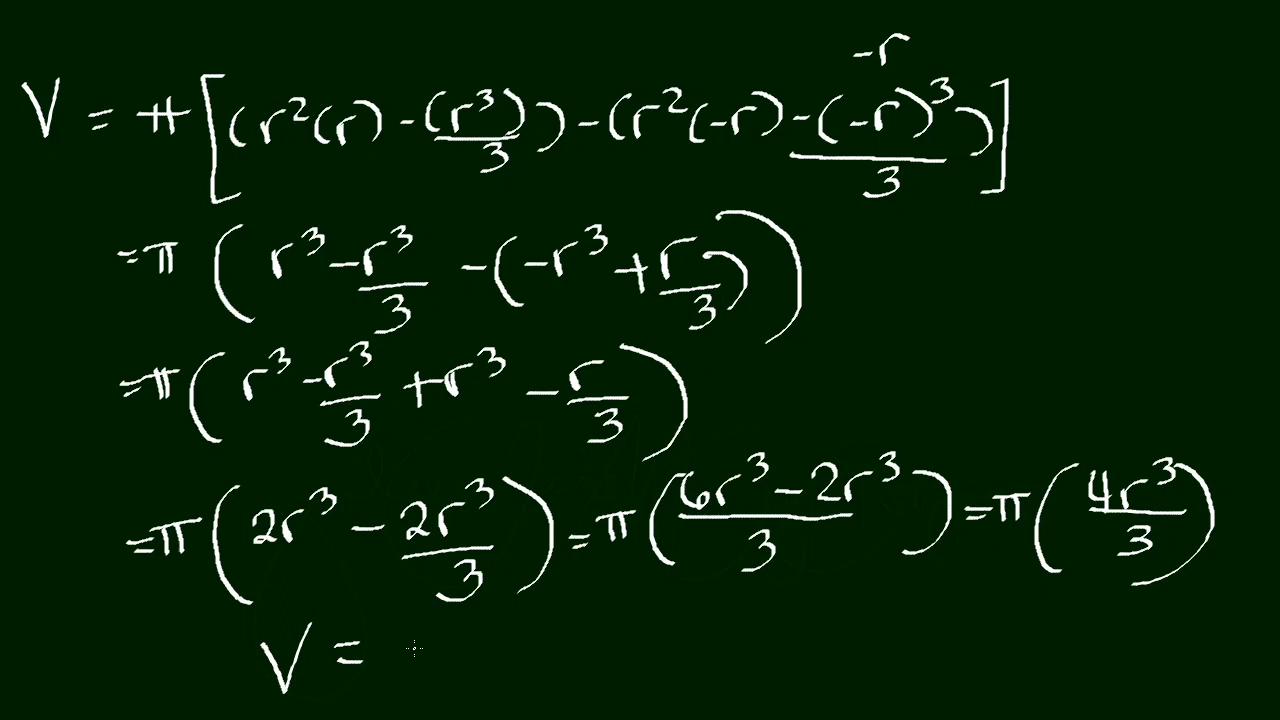 -r
V = π[(r²(r) - (r³)/3) - (r²(-r) - (-r)³/3)]
= π(r³ - r³/3 - (-r³ + r/3))
= π(r³ - r³/3 + r³ - r/3)
= π(2r³ - 2r³/3) = π((6r³ - 2r³)/3) = π(4r³/3)
V =